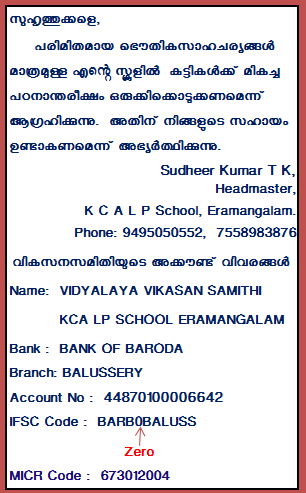 സുഹൃത്തുക്കളെ,
പരിമിതമായ ഭൌതികസാഹചര്യങ്ങൾ
മാത്രമുള്ള എന്റെ സ്കൂളിൽ കുട്ടികൾക്ക് മികച്ച
പഠനാന്തരീക്ഷം ഒരുക്കിക്കൊടുക്കണമെന്ന്
ആഗ്രഹിക്കുന്നു. അതിന് നിങ്ങളുടെ സഹായം
ഉണ്ടാകണമെന്ന് അഭ്യർത്ഥിക്കുന്നു.
Sudheer Kumar T K,
Headmaster,
K C A L P School, Eramangalam.
Phone: 9495050552, 7558983876
വികസനസമിതിയുടെ അക്കൗണ്ട് വിവരങ്ങൾ
Name: VIDYALAYA VIKASAN SAMITHI
KCA LP SCHOOL ERAMANGALAM
Bank : BANK OF BARODA
Branch: BALUSSERY
Account No : 44870100006642
IFSC Code : BARB0BALUSS
Zero
MICR Code : 673012004